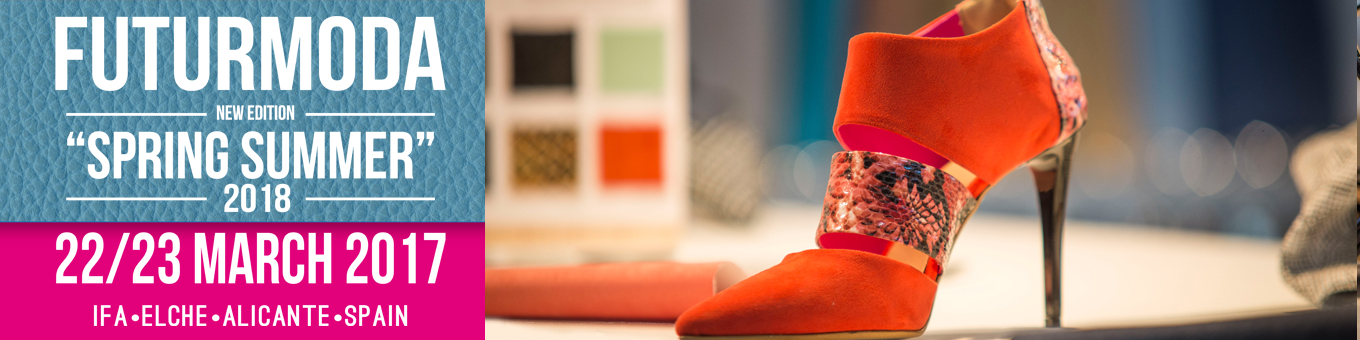 FUTURMODA
NEW EDITION
“SPRING SUMMER”
2018
22/23 MARCH 2017
IFA•ELCHE•ALICANTE•SPAIN